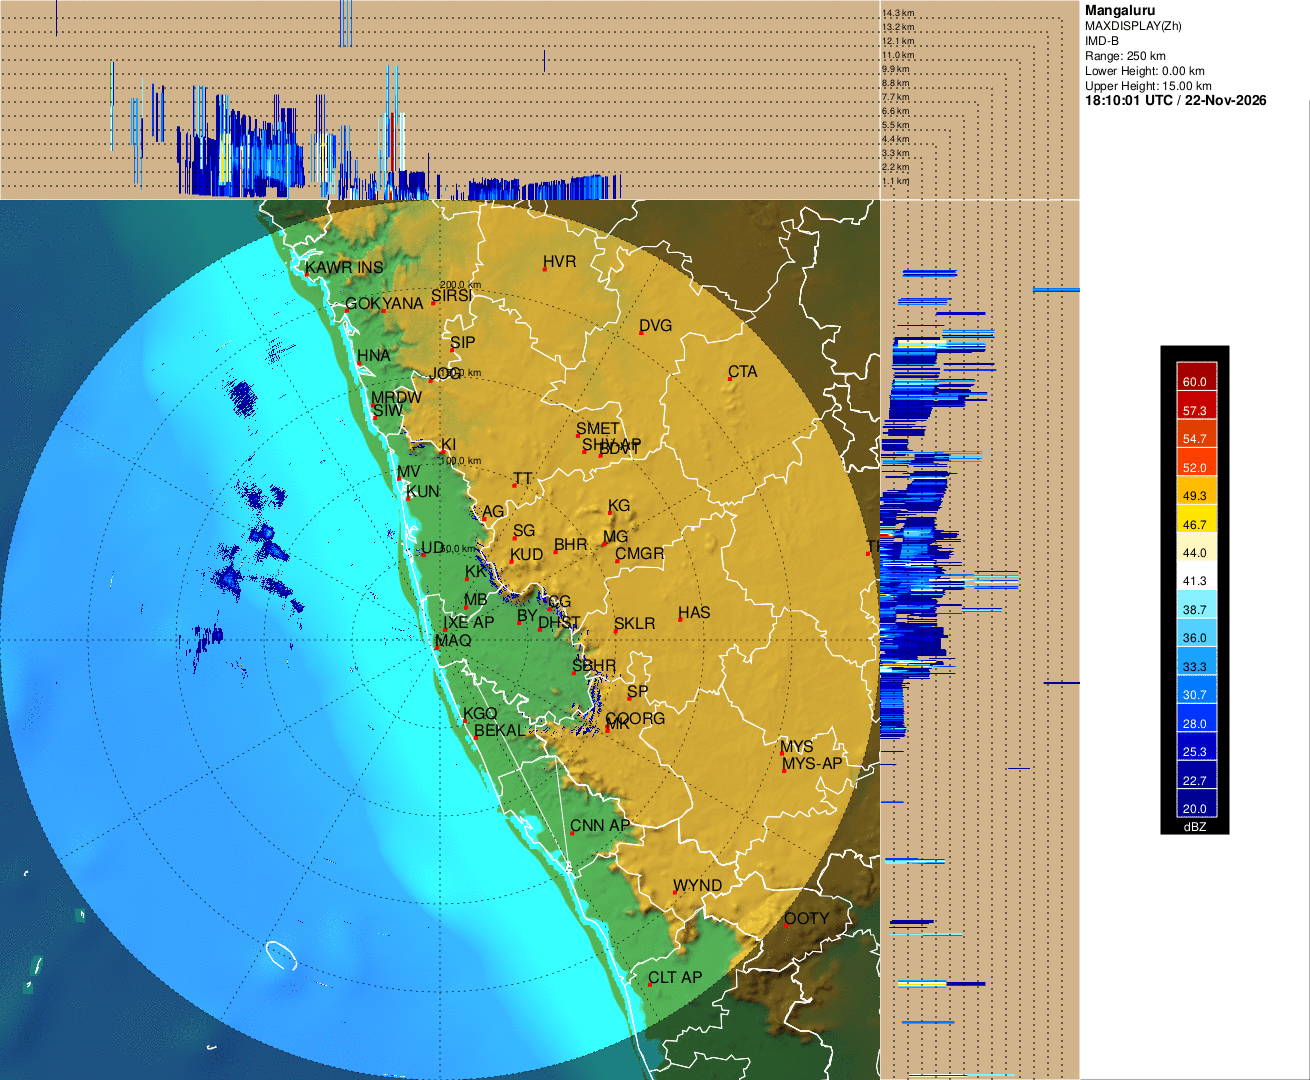 14.3 km
13.2 km
12.1 km
11.0 km
9.9 km
8.8 km
7.7 km
6.6 km
5.5 km
4.4 km
3.3 km
2.2 km
1.1 km
Mangaluru
MAXDISPLAY(Zh)
IMD-B
Range: 250 km
Lower Height: 0.00 km
Upper Height: 15.00 km
18:10:01 UTC / 22-Nov-2026
KAWR INS
HVR
200.0 km
SIRSI
GOKYANA
DVG
SIP
HNA
CTA
JOG
MRDW
SIW
SMET
SHV-AP
BDVT
KI
100.0 km
MV
TT
KUN
KG
AG
SG
MG
UD
50.0 km
KUD
BHR
CMGR
KK
MB
CG
BY
DHST
IXE AP
SKLR
HAS
MAQ
SBHR
SP
KGQ
COORG
MK
BEKAL
MYS
MYS-AP
CNN AP
WYND
OOTY
CLT AP
60.0
57.3
54.7
52.0
49.3
46.7
44.0
41.3
38.7
36.0
33.3
30.7
28.0
25.3
22.7
20.0
dBZ